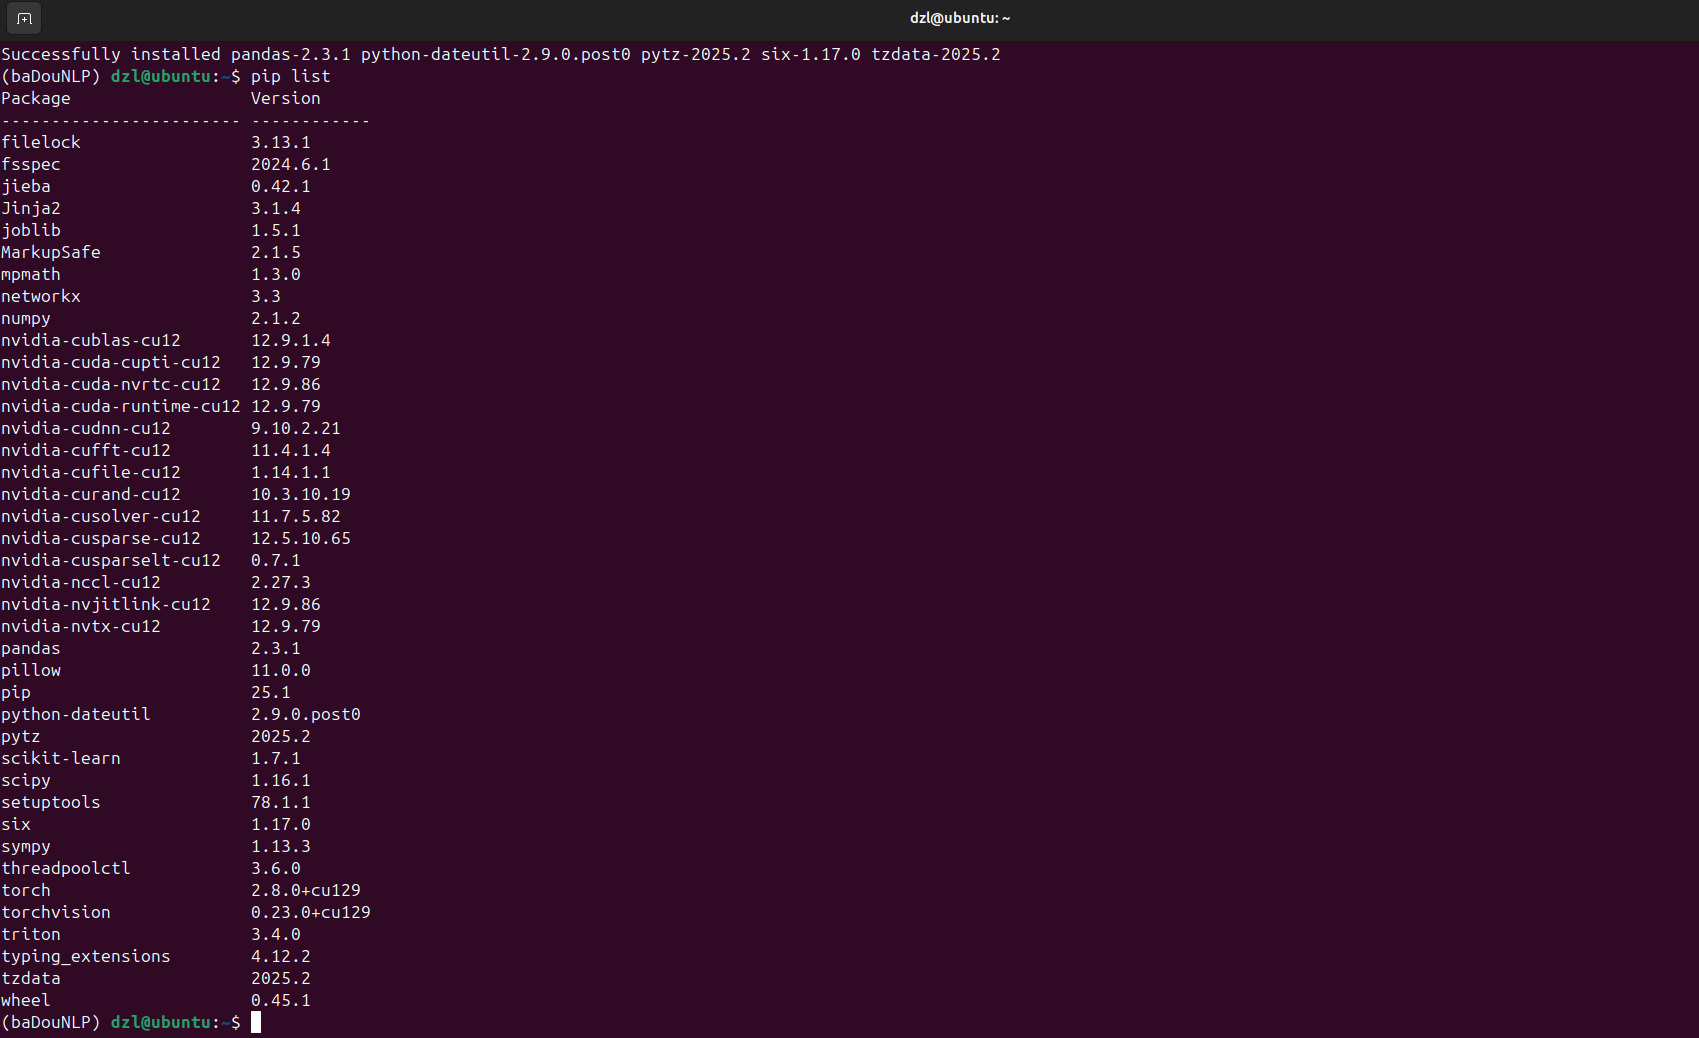 dzl@ubuntu: ~
Successfully installed pandas-2.3.1 python-dateutil-2.9.0.post0 pytz-2025.2 six-1.17.0 tzdata-2025.2
(baDouNLP) dzl@ubuntu:~$ pip list
Package                  Version
------------------------ ------------
filelock                 3.13.1
fsspec                   2024.6.1
jieba                    0.42.1
Jinja2                   3.1.4
joblib                   1.5.1
MarkupSafe               2.1.5
mpmath                   1.3.0
networkx                 3.3
numpy                    2.1.2
nvidia-cublas-cu12       12.9.1.4
nvidia-cuda-cupti-cu12   12.9.79
nvidia-cuda-nvrtc-cu12   12.9.86
nvidia-cuda-runtime-cu12 12.9.79
nvidia-cudnn-cu12        9.10.2.21
nvidia-cufft-cu12        11.4.1.4
nvidia-cufile-cu12       1.14.1.1
nvidia-curand-cu12       10.3.10.19
nvidia-cusolver-cu12     11.7.5.82
nvidia-cusparse-cu12     12.5.10.65
nvidia-cusparselt-cu12   0.7.1
nvidia-nccl-cu12         2.27.3
nvidia-nvjitlink-cu12    12.9.86
nvidia-nvtx-cu12         12.9.79
pandas                   2.3.1
pillow                   11.0.0
pip                      25.1
python-dateutil          2.9.0.post0
pytz                     2025.2
scikit-learn             1.7.1
scipy                    1.16.1
setuptools               78.1.1
six                      1.17.0
sympy                    1.13.3
threadpoolctl            3.6.0
torch                    2.8.0+cu129
torchvision              0.23.0+cu129
triton                   3.4.0
typing_extensions        4.12.2
tzdata                   2025.2
wheel                    0.45.1
(baDouNLP) dzl@ubuntu:~$